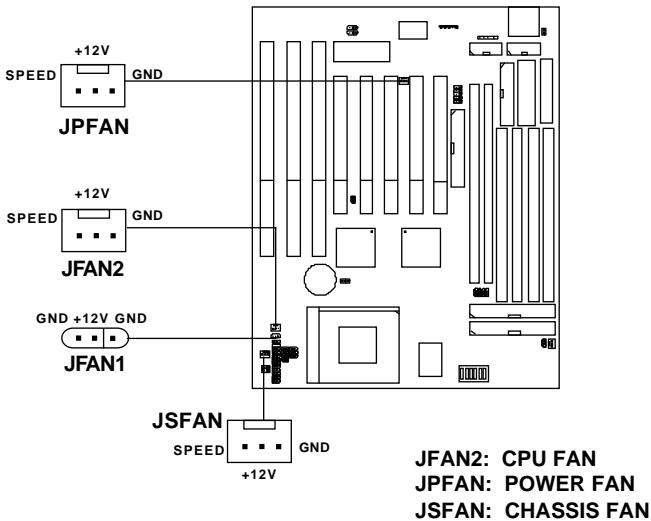 +12V
SPEED GND
JPFAN
+12V
SPEED GND
JFAN2
GND +12V GND
JFAN1
JSFAN
SPEED GND
+12V
JFAN2: CPU FAN
JPFAN: POWER FAN
JSFAN: CHASSIS FAN